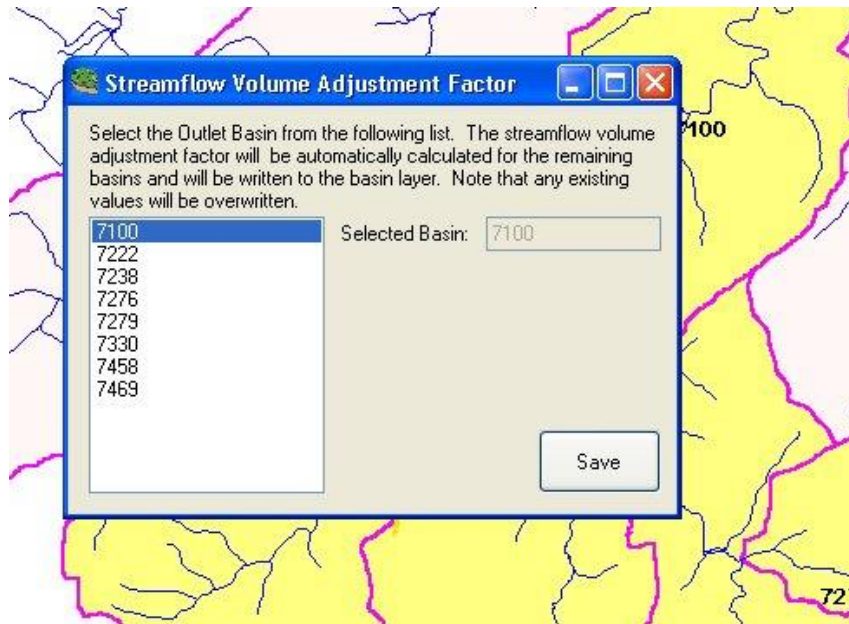 Streamflow Volume Adjustment Factor
Select the Outlet Basin from the following list. The streamflow volume
adjustment factor will be automatically calculated for the remaining
basins and will be written to the basin layer. Note that any existing
values will be overwritten.
7100
7222
7238
7276
7279
7330
7458
7469
Selected Basin: 7100
Save
7100
72